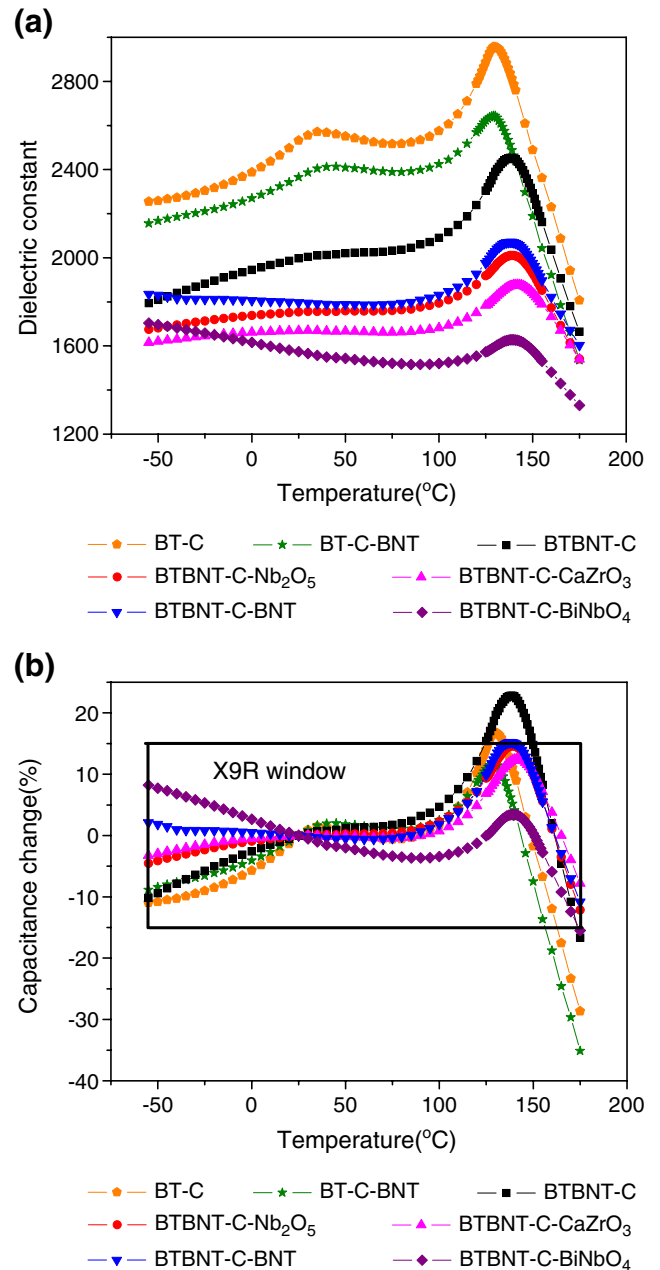 (a)
2800
2400
2000
1600
1200
Dielectric constant
-50 0 50 100 150 200
Temperature(°C)
BT-C BT-C-BNT BTBNT-C
BTBNT-C-Nb₂O₅ BTBNT-C-CaZrO₃
BTBNT-C-BNT BTBNT-C-BiNbO₄
(b)
20
10
0
-10
-20
-30
-40
Capacitance change(%)
X9R window
-50 0 50 100 150 200
Temperature(°C)
BT-C BT-C-BNT BTBNT-C
BTBNT-C-Nb₂O₅ BTBNT-C-CaZrO₃
BTBNT-C-BNT BTBNT-C-BiNbO₄